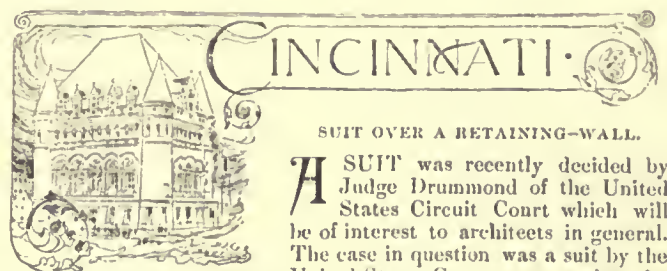 CINCINNATI.
SUIT OVER A RETAINING-WALL.
A SUIT was recently decided by
Judge Drummond of the United
States Circuit Court which will
be of interest to architects in general.
The case in question was a suit by the